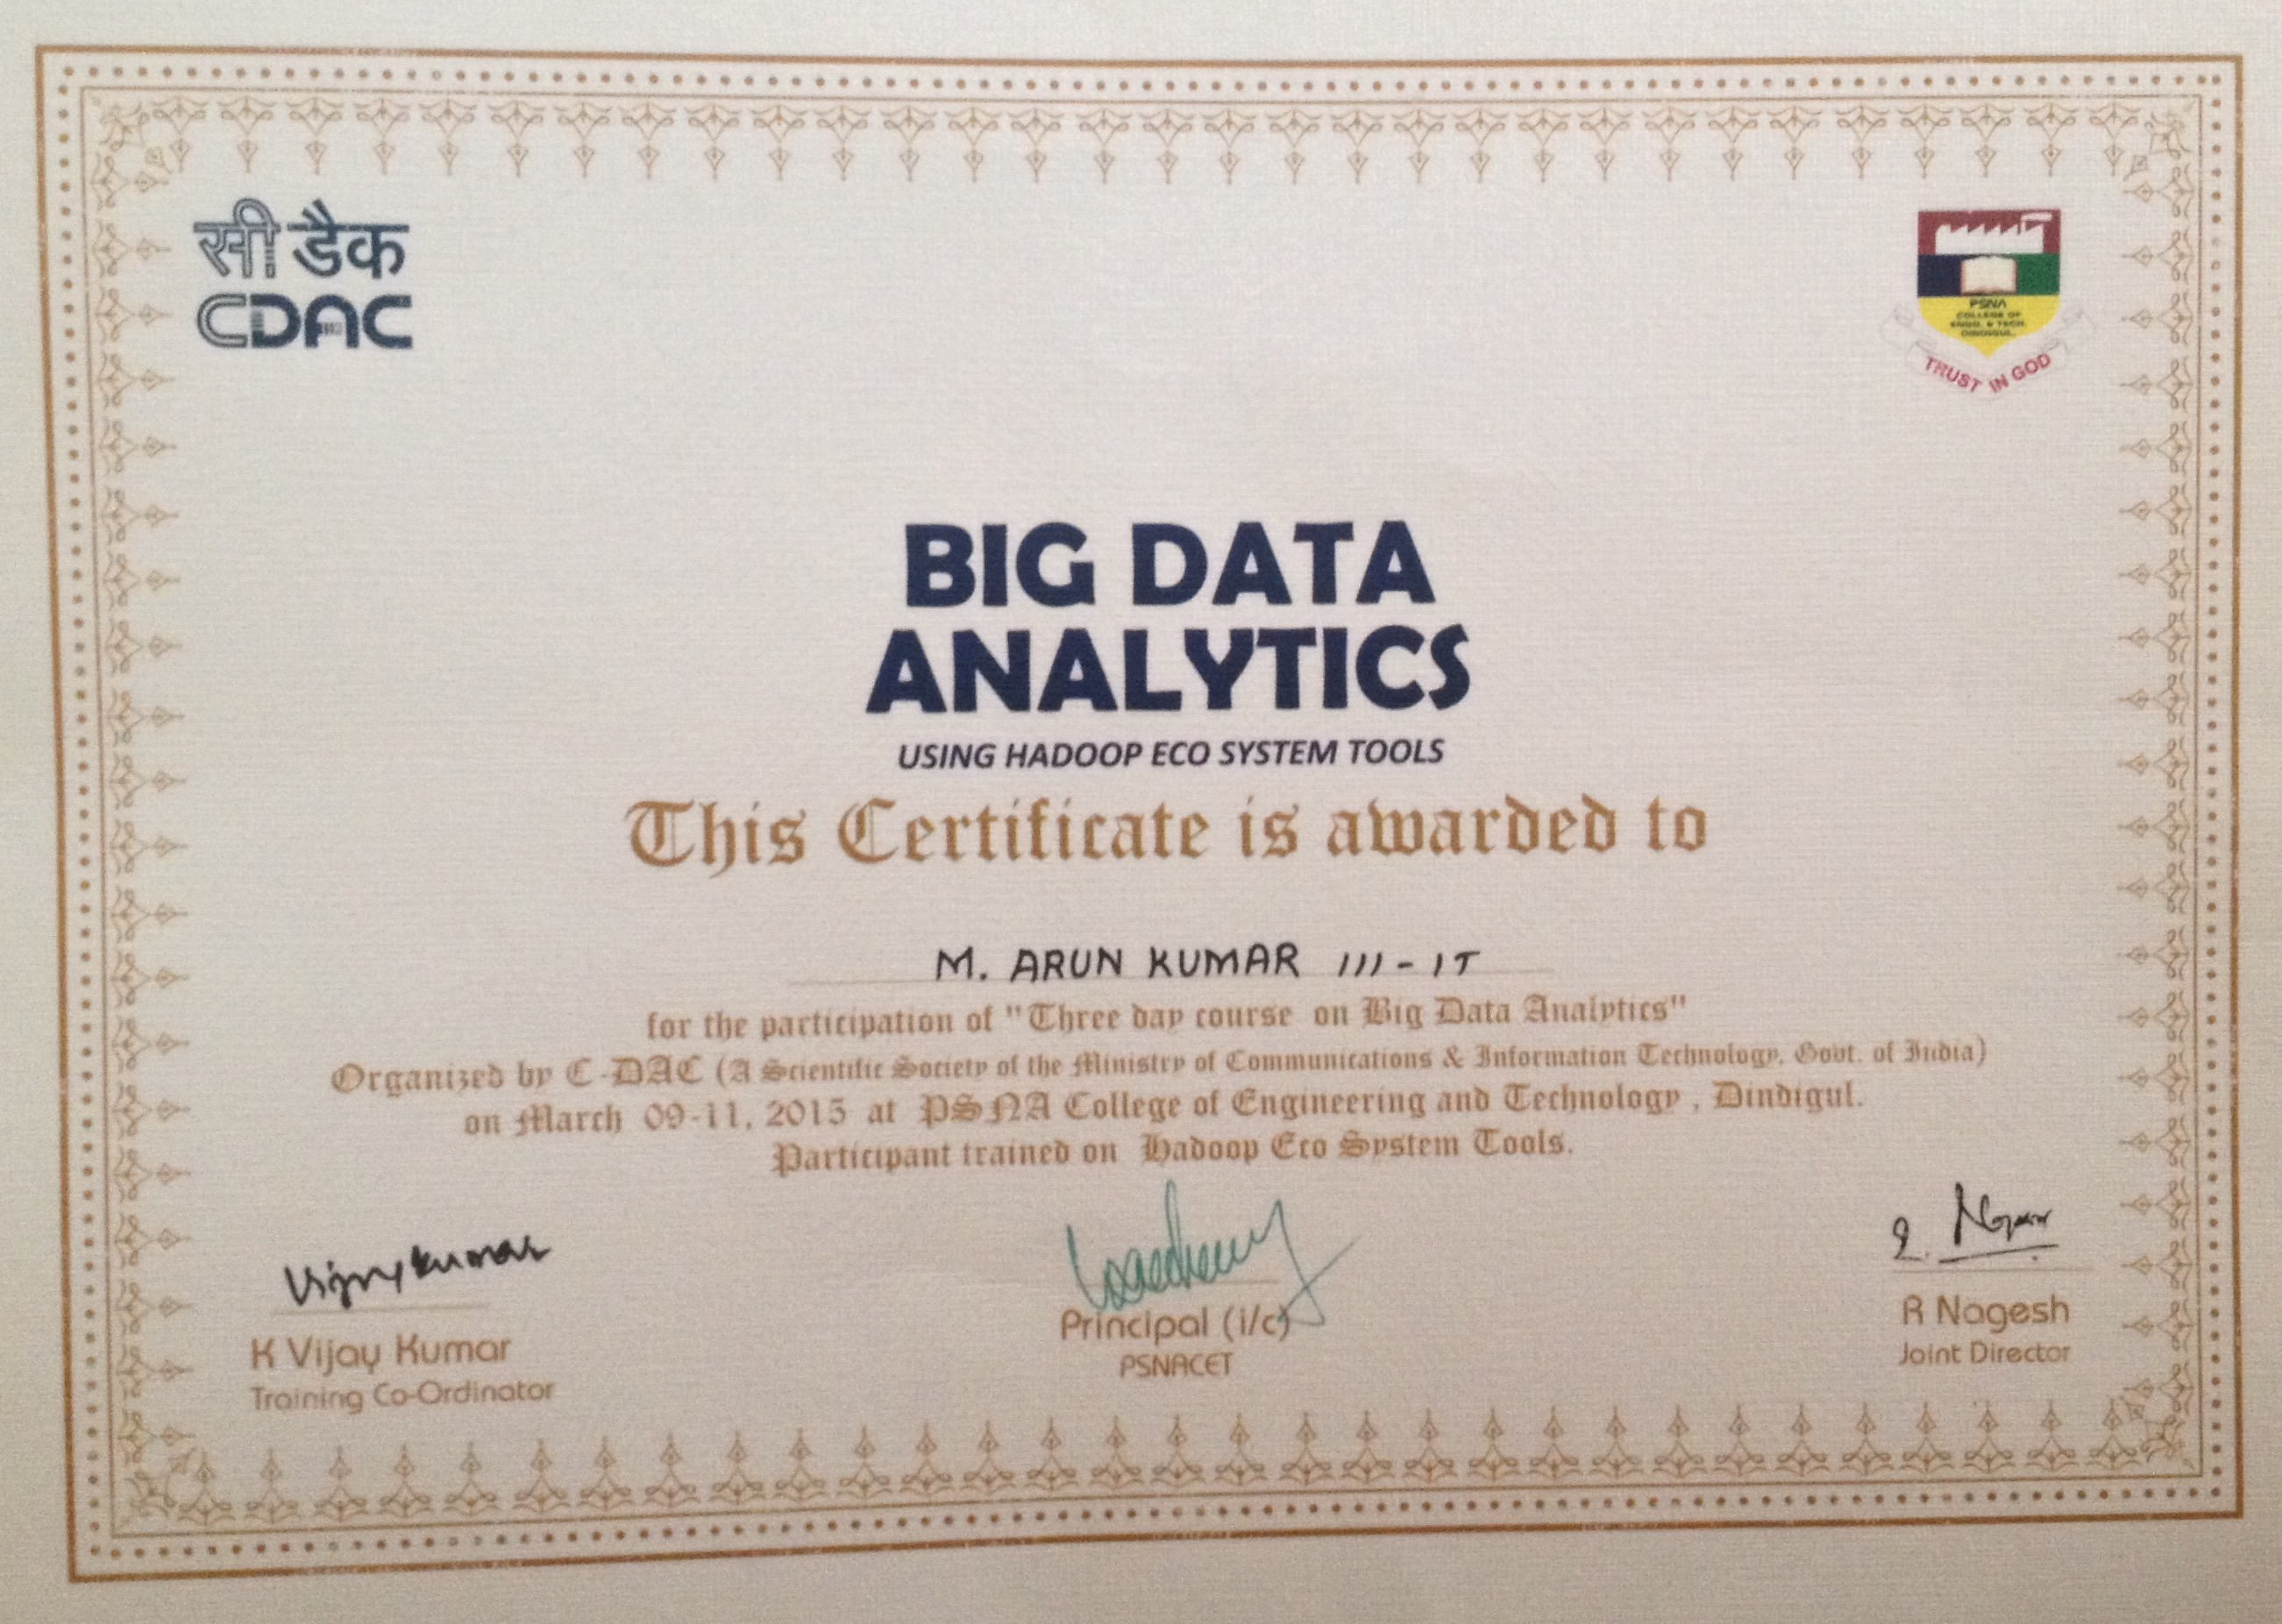 सी डैक
CDAC
PSNA
COLLEGE OF
ENGG. & TECH.
DINDIGUL.
TRUST IN GOD
BIG DATA
ANALYTICS
USING HADOOP ECO SYSTEM TOOLS
This Certificate is awarded to
M. ARUN KUMAR III - IT
for the participation of "Three day course on Big Data Analytics"
Organized by C-DAC (A Scientific Society of the Ministry of Communications & Information Technology, Govt. of India)
on March 09-11, 2015 at PSNA College of Engineering and Technology , Dindigul.
Participant trained on Hadoop Eco System Tools.
Vijaykumar
K Vijay Kumar
Training Co-Ordinator
Principal (i/c)
PSNACET
R Nagesh
Joint Director